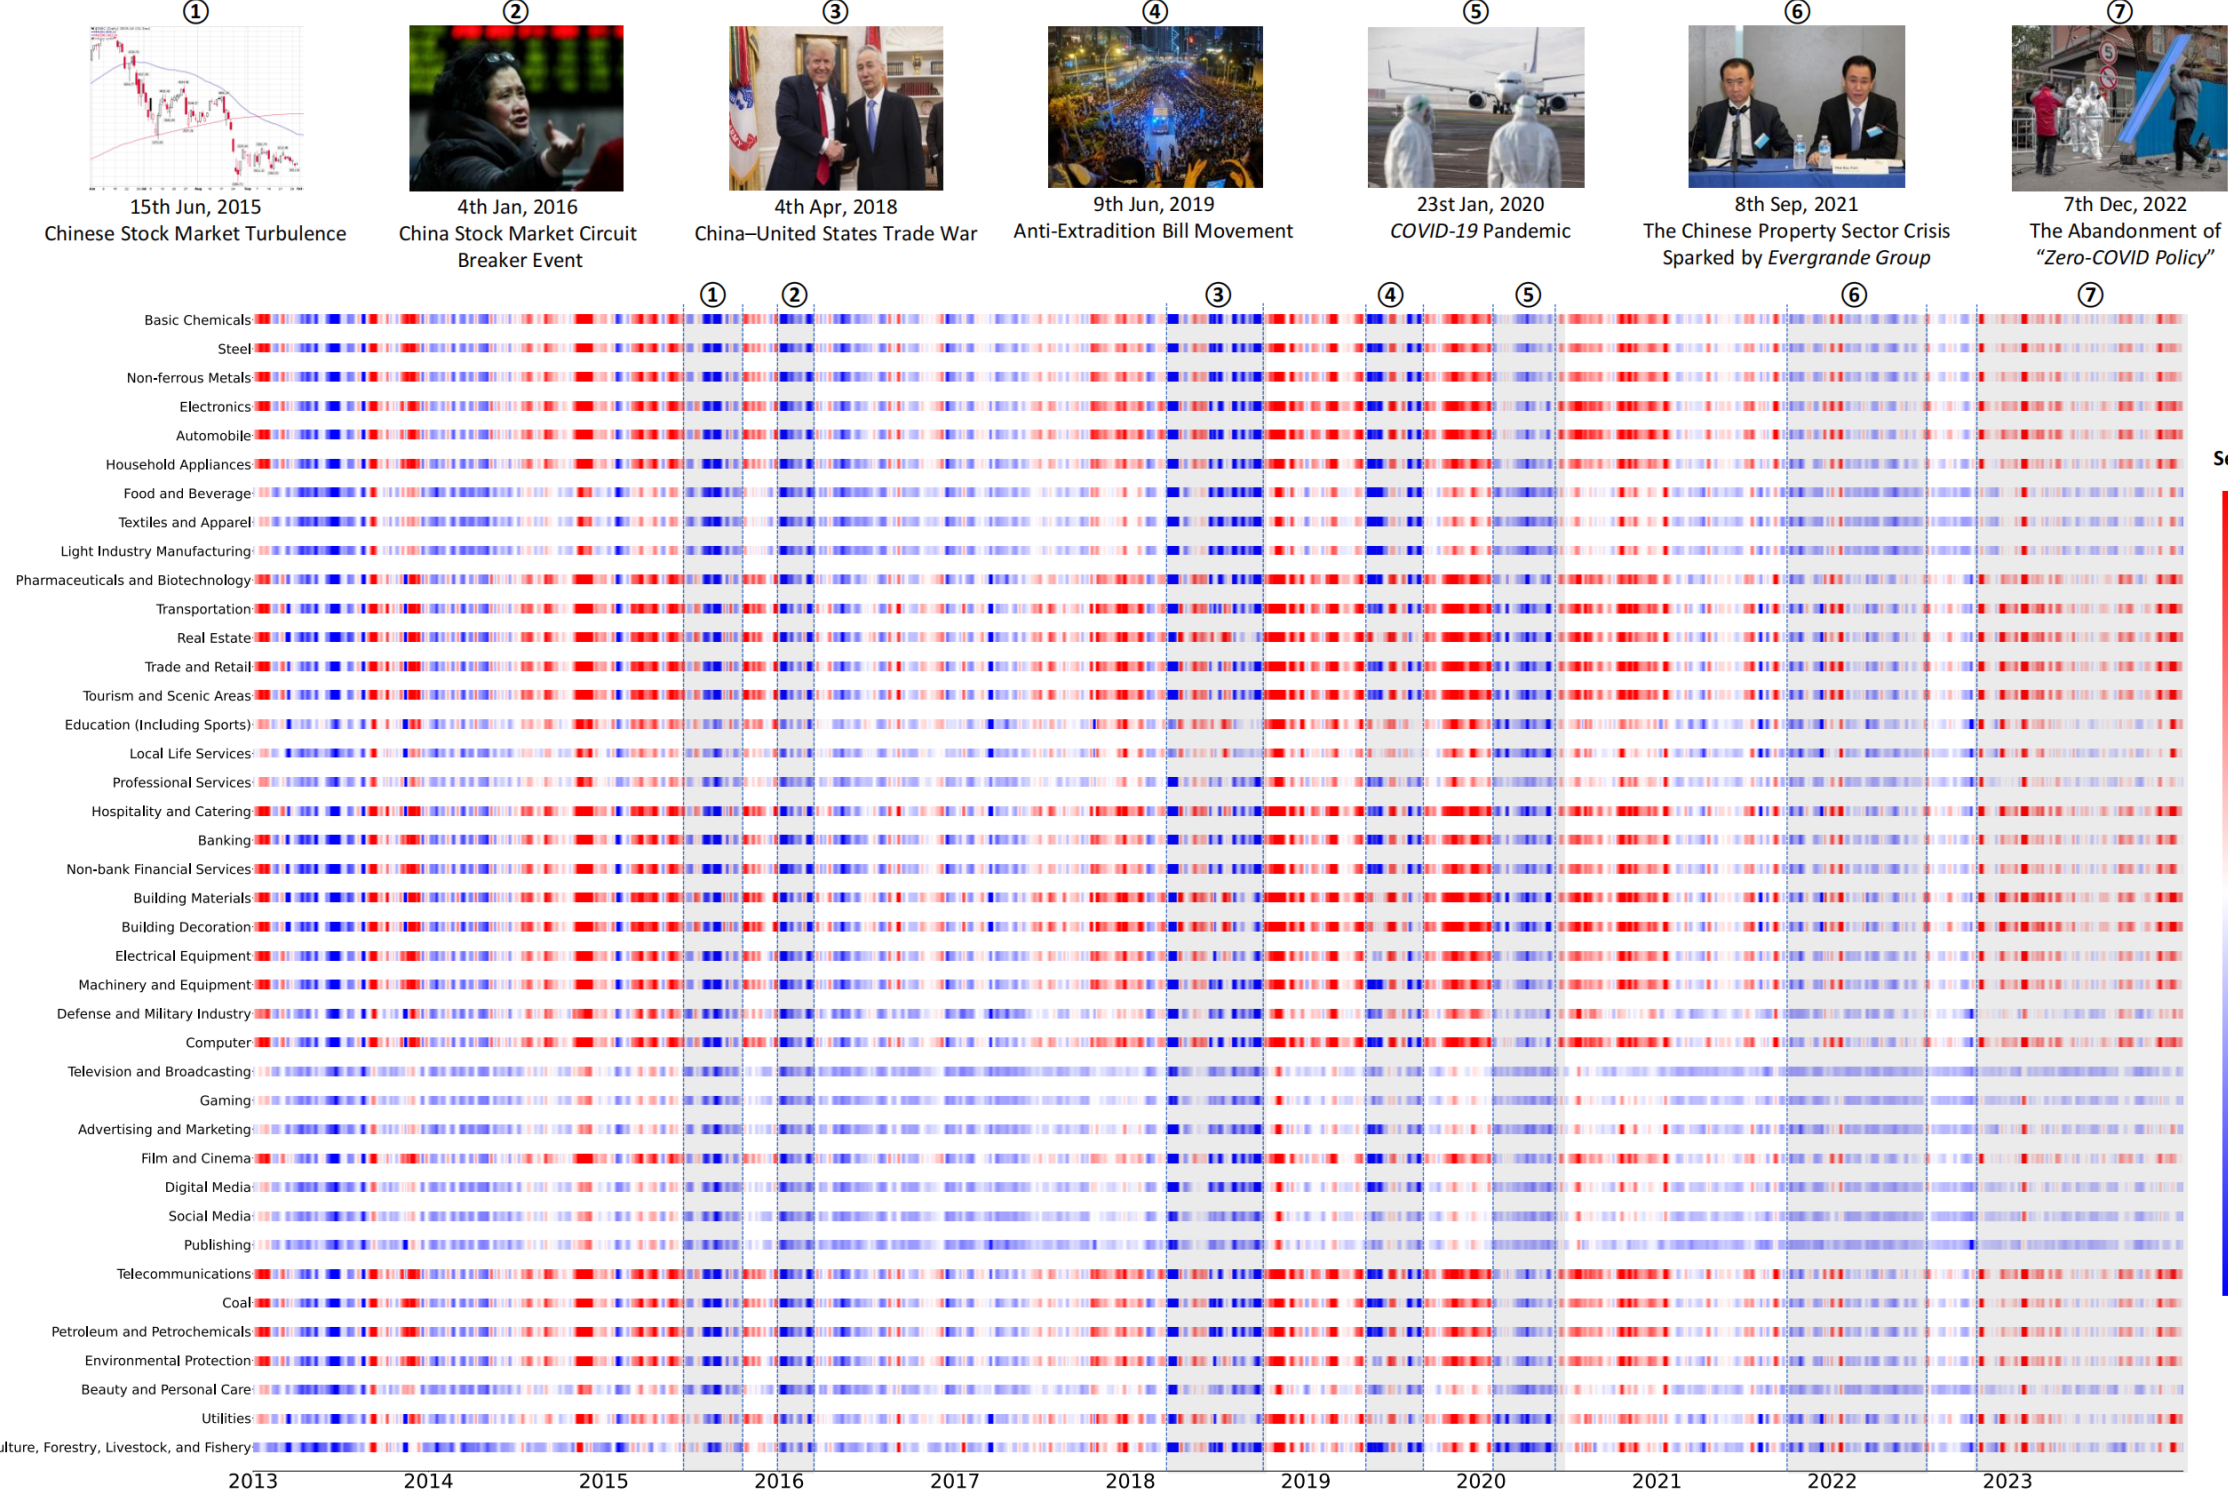 ① ② ③ ④ ⑤ ⑥ ⑦
15th Jun, 2015
Chinese Stock Market Turbulence
4th Jan, 2016
China Stock Market Circuit
Breaker Event
4th Apr, 2018
China–United States Trade War
9th Jun, 2019
Anti-Extradition Bill Movement
23st Jan, 2020
COVID-19 Pandemic
8th Sep, 2021
The Chinese Property Sector Crisis
Sparked by Evergrande Group
7th Dec, 2022
The Abandonment of
“Zero-COVID Policy”
① ② ③ ④ ⑤ ⑥ ⑦
Basic Chemicals
Steel
Non-ferrous Metals
Electronics
Automobile
Household Appliances
Food and Beverage
Textiles and Apparel
Light Industry Manufacturing
Pharmaceuticals and Biotechnology
Transportation
Real Estate
Trade and Retail
Tourism and Scenic Areas
Education (Including Sports)
Local Life Services
Professional Services
Hospitality and Catering
Banking
Non-bank Financial Services
Building Materials
Building Decoration
Electrical Equipment
Machinery and Equipment
Defense and Military Industry
Computer
Television and Broadcasting
Gaming
Advertising and Marketing
Film and Cinema
Digital Media
Social Media
Publishing
Telecommunications
Coal
Petroleum and Petrochemicals
Environmental Protection
Beauty and Personal Care
Utilities
ulture, Forestry, Livestock, and Fishery
2013 2014 2015 2016 2017 2018 2019 2020 2021 2022 2023